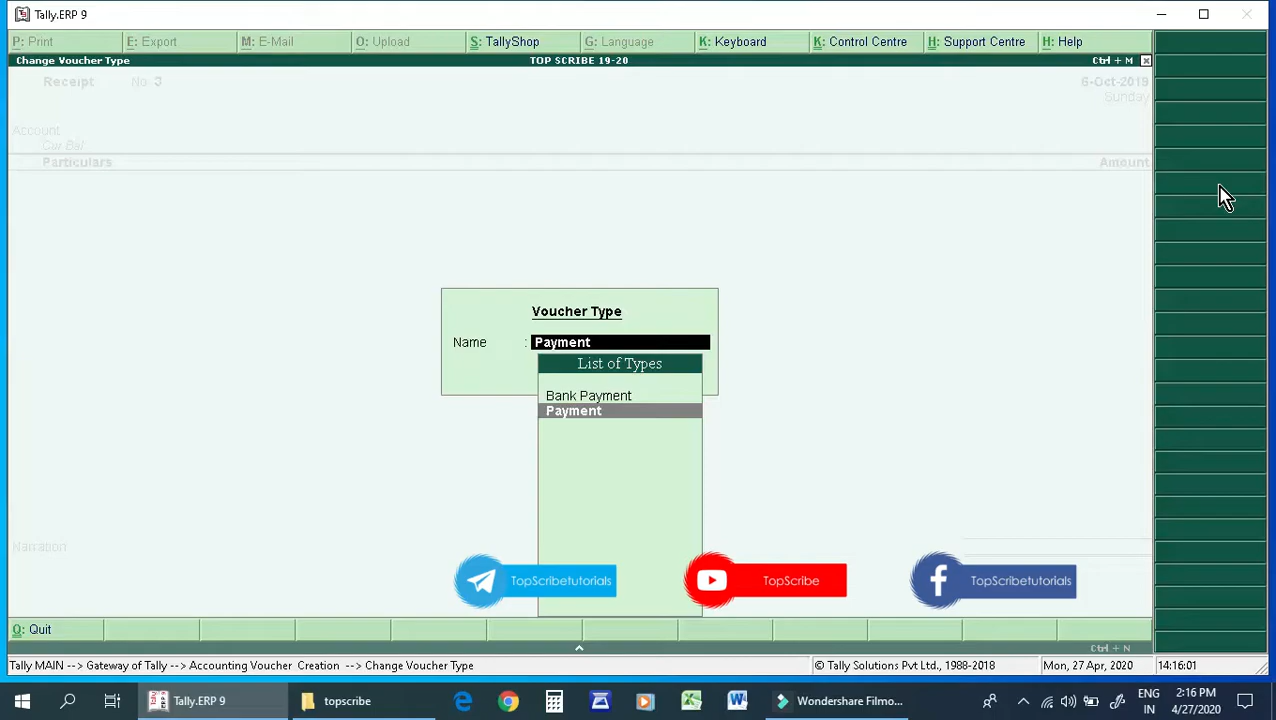 Tally.ERP 9
P: Print
E: Export
M: E-Mail
O: Upload
S: TallyShop
G: Language
K: Keyboard
K: Control Centre
H: Support Centre
H: Help
Change Voucher Type
TOP SCRIBE 19-20
Ctrl + M
Receipt No. 3
6-Oct-2019
Sunday
Account
Cur Bal:
Particulars
Amount
Voucher Type
Name : Payment
List of Types
Bank Payment
Payment
Narration
TopScribetutorials
TopScribe
TopScribetutorials
Q: Quit
Ctrl + N
Tally MAIN --> Gateway of Tally --> Accounting Voucher Creation --> Change Voucher Type
© Tally Solutions Pvt Ltd., 1988-2018
Mon, 27 Apr, 2020
14:16:01
Tally.ERP 9
topscribe
Wondershare Filmo...
ENG
IN
2:16 PM
4/27/2020